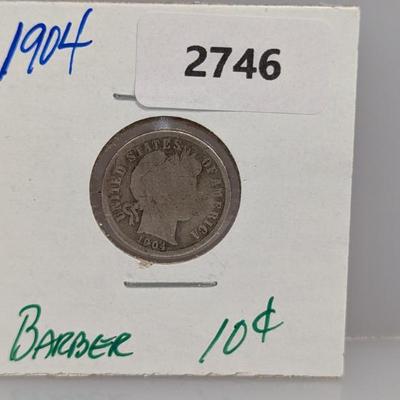 1904
2746
UNITED STATES OF AMERICA
1904
BARBER 10¢